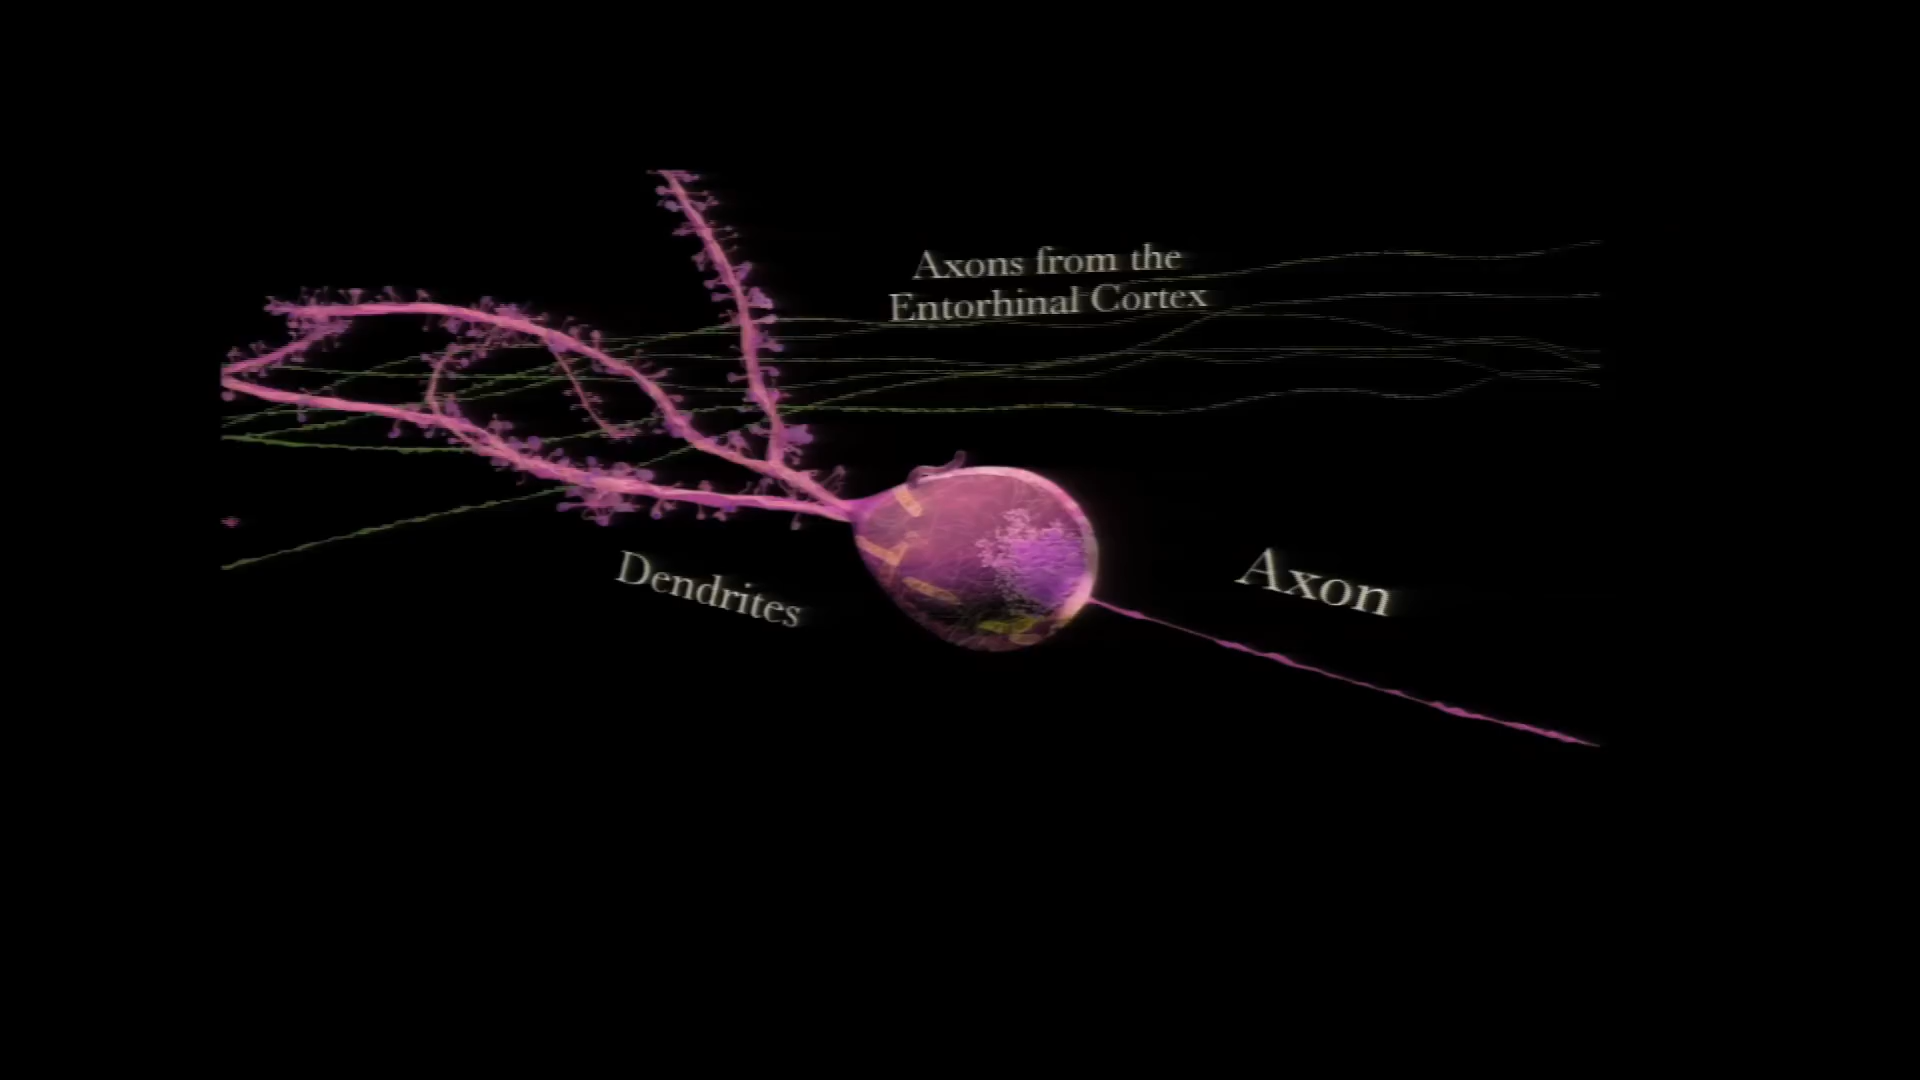 Axons from the
Entorhinal Cortex
Dendrites
Axon